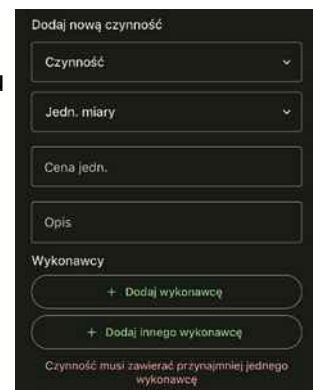 Dodaj nową czynność
Czynność
Jedn. miary
Cena jedn.
Opis
Wykonawcy
+ Dodaj wykonawcę
+ Dodaj innego wykonawcę
Czynność musi zawierać przynajmniej jednego
wykonawcę